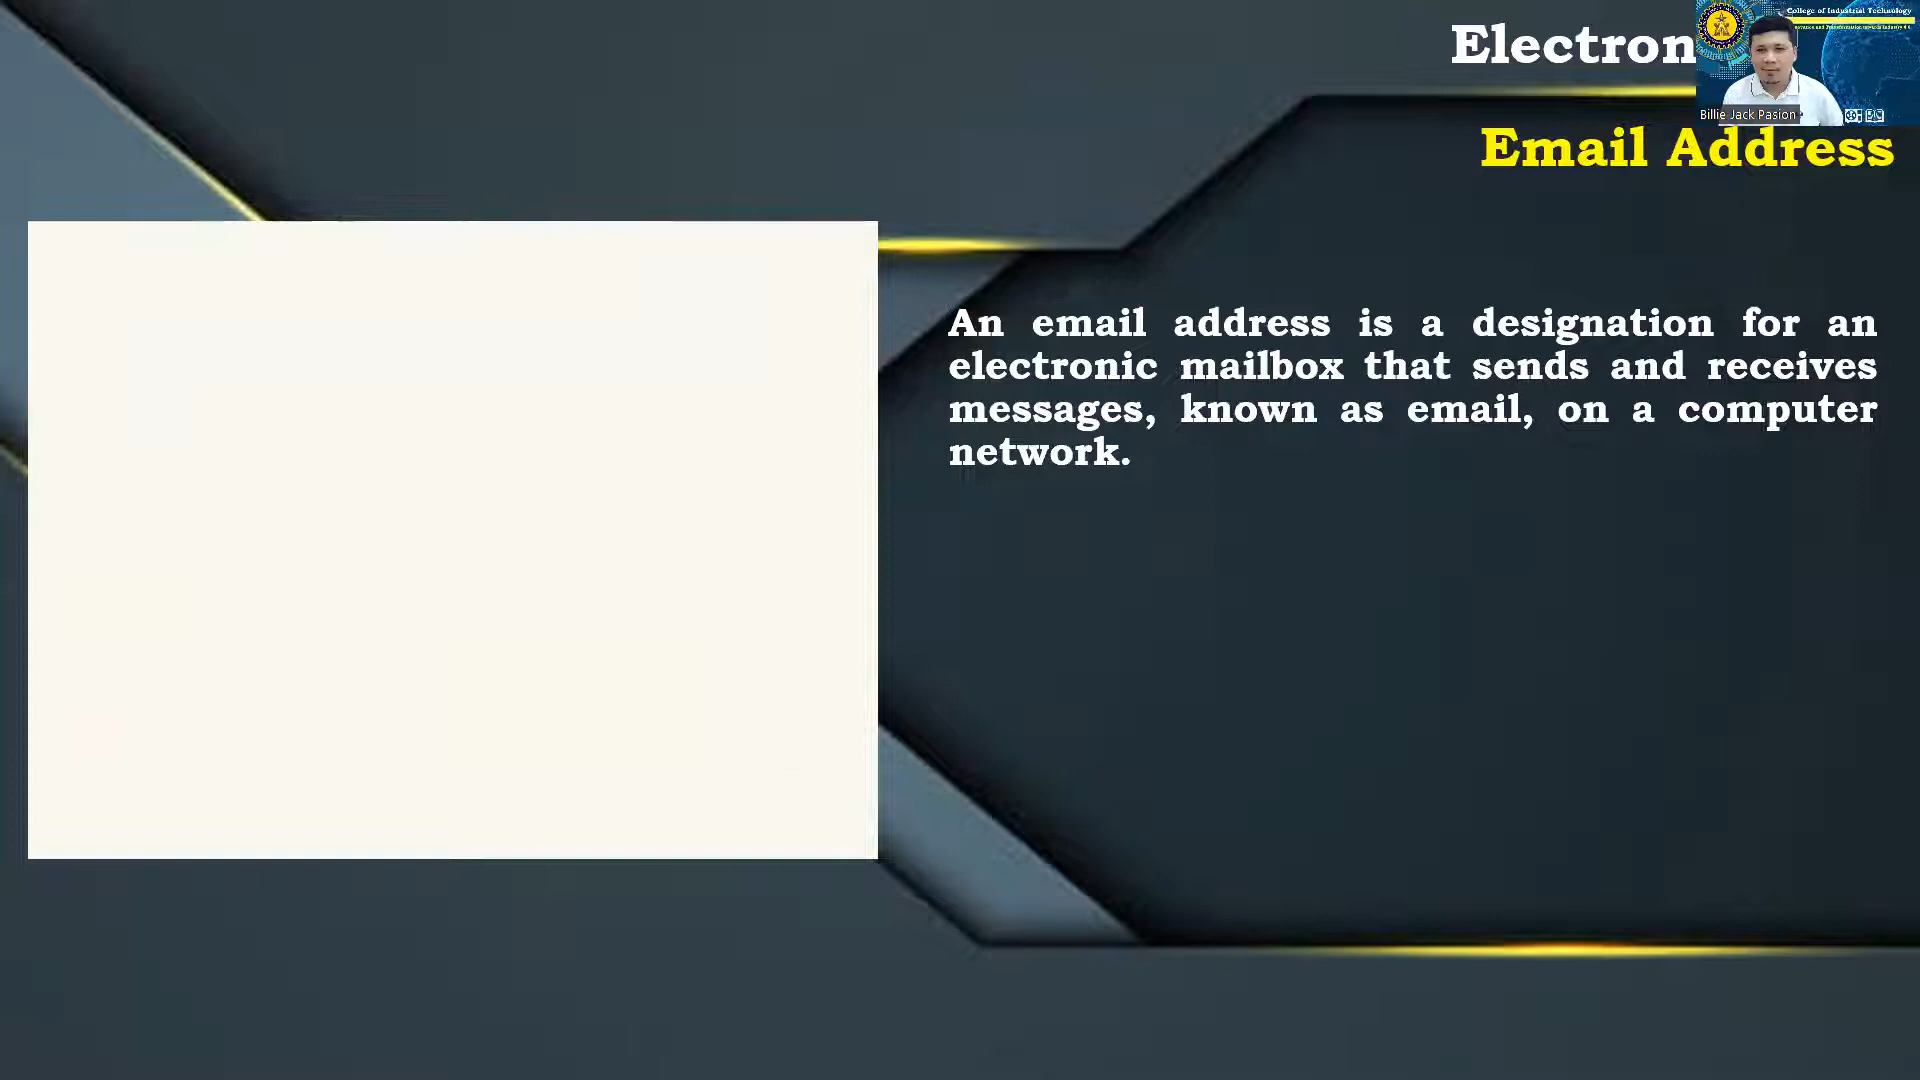 Electron
College of Industrial Technology
Billie Jack Pasion
Email Address
An email address is a designation for an
electronic mailbox that sends and receives
messages, known as email, on a computer
network.